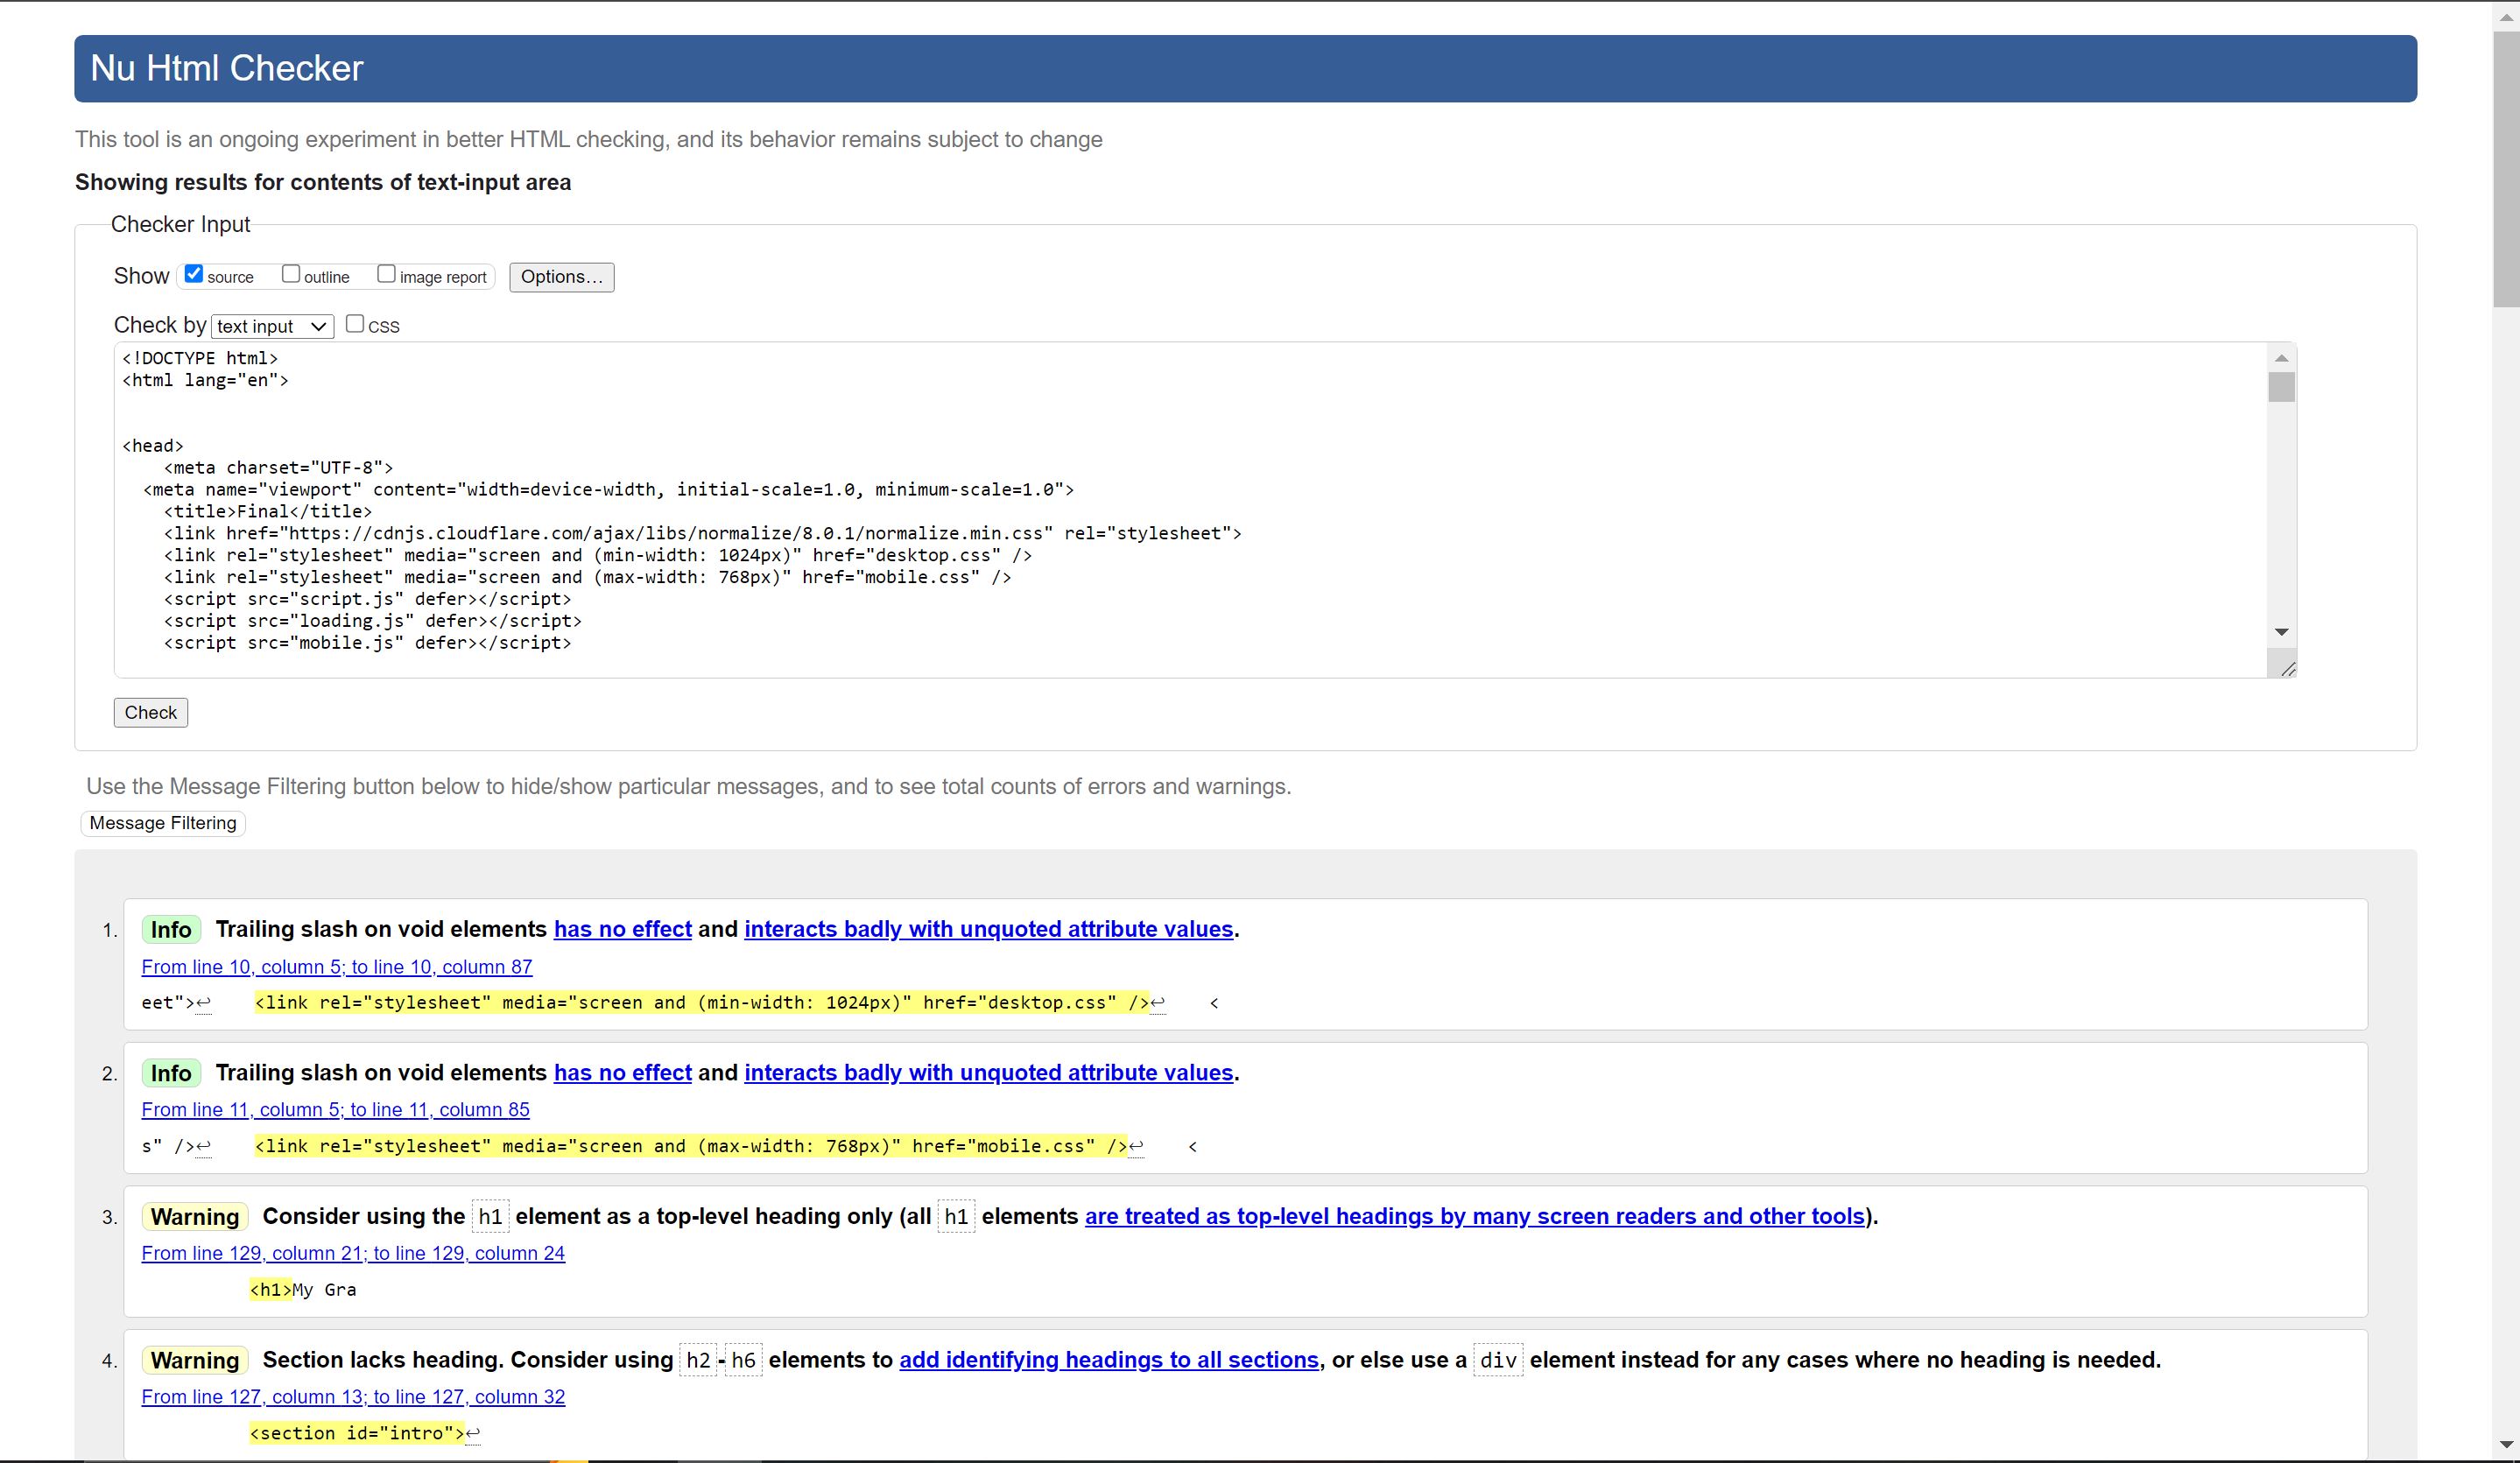 Nu Html Checker
This tool is an ongoing experiment in better HTML checking, and its behavior remains subject to change
Showing results for contents of text-input area
Checker Input
Show source outline image report Options...
Check by text input CSS
<!DOCTYPE html>
<html lang="en">
<head>
    <meta charset="UTF-8">
  <meta name="viewport" content="width=device-width, initial-scale=1.0, minimum-scale=1.0">
    <title>Final</title>
    <link href="https://cdnjs.cloudflare.com/ajax/libs/normalize/8.0.1/normalize.min.css" rel="stylesheet">
    <link rel="stylesheet" media="screen and (min-width: 1024px)" href="desktop.css" />
    <link rel="stylesheet" media="screen and (max-width: 768px)" href="mobile.css" />
    <script src="script.js" defer></script>
    <script src="loading.js" defer></script>
    <script src="mobile.js" defer></script>
Check
Use the Message Filtering button below to hide/show particular messages, and to see total counts of errors and warnings.
Message Filtering
1. Info Trailing slash on void elements has no effect and interacts badly with unquoted attribute values.
From line 10, column 5; to line 10, column 87
eet">↩    <link rel="stylesheet" media="screen and (min-width: 1024px)" href="desktop.css" />↩    <
2. Info Trailing slash on void elements has no effect and interacts badly with unquoted attribute values.
From line 11, column 5; to line 11, column 85
s" />↩    <link rel="stylesheet" media="screen and (max-width: 768px)" href="mobile.css" />↩    <
3. Warning Consider using the h1 element as a top-level heading only (all h1 elements are treated as top-level headings by many screen readers and other tools).
From line 129, column 21; to line 129, column 24
<h1>My Gra
4. Warning Section lacks heading. Consider using h2-h6 elements to add identifying headings to all sections, or else use a div element instead for any cases where no heading is needed.
From line 127, column 13; to line 127, column 32
<section id="intro">↩